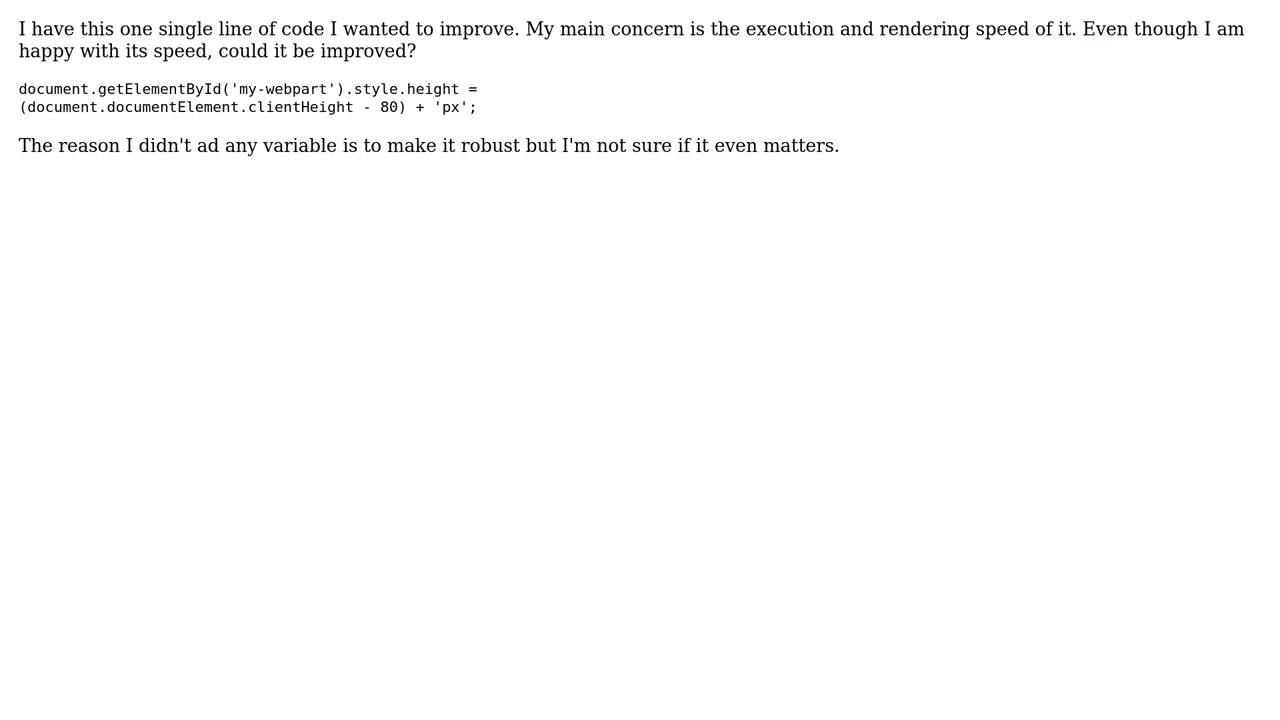 I have this one single line of code I wanted to improve. My main concern is the execution and rendering speed of it. Even though I am
happy with its speed, could it be improved?
document.getElementById('my-webpart').style.height =
(document.documentElement.clientHeight - 80) + 'px';
The reason I didn't ad any variable is to make it robust but I'm not sure if it even matters.